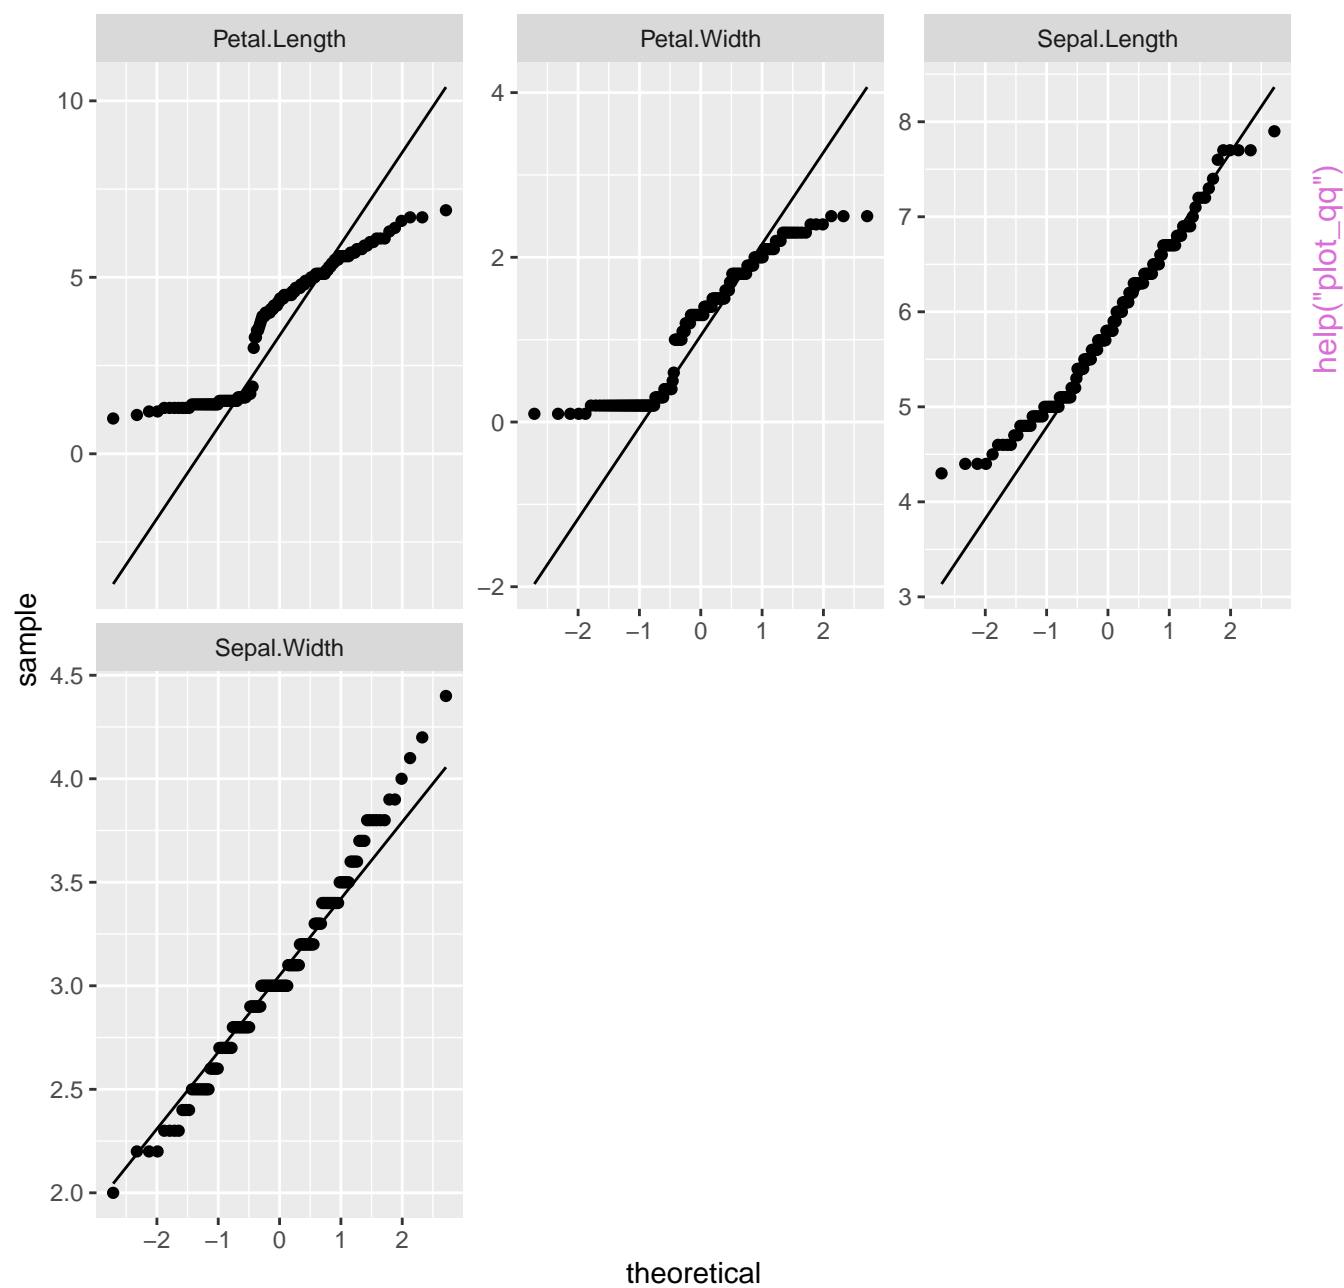 Petal.Length
Petal.Width
Sepal.Length
10
5
0
4
2
0
−2
8
7
6
5
4
3
−2 −1 0 1 2
−2 −1 0 1 2
help("plot_qq")
sample
Sepal.Width
4.5
4.0
3.5
3.0
2.5
2.0
−2 −1 0 1 2
theoretical